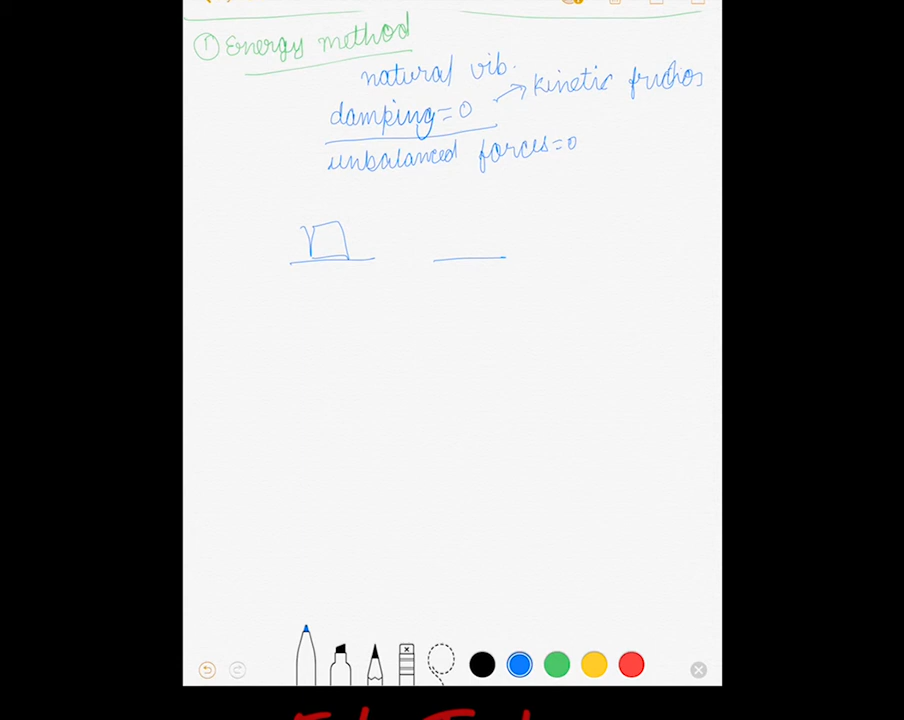 ① Energy method
natural vib.
damping=0 → kinetic friction
unbalanced forces=0